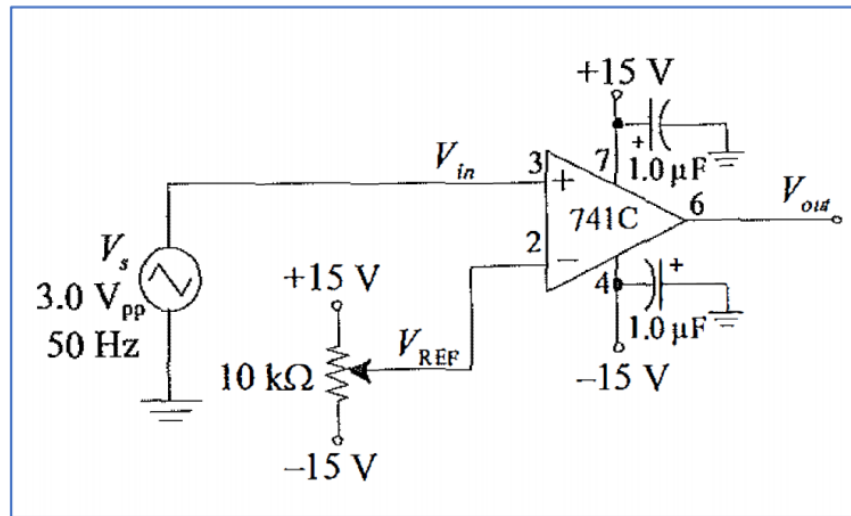 +15 V
V_in
3
+
7
+
1.0 µF
741C
6
V_out
2
−
V_s
3.0 V_pp
50 Hz
+15 V
10 kΩ
V_REF
−15 V
4
+
1.0 µF
−15 V